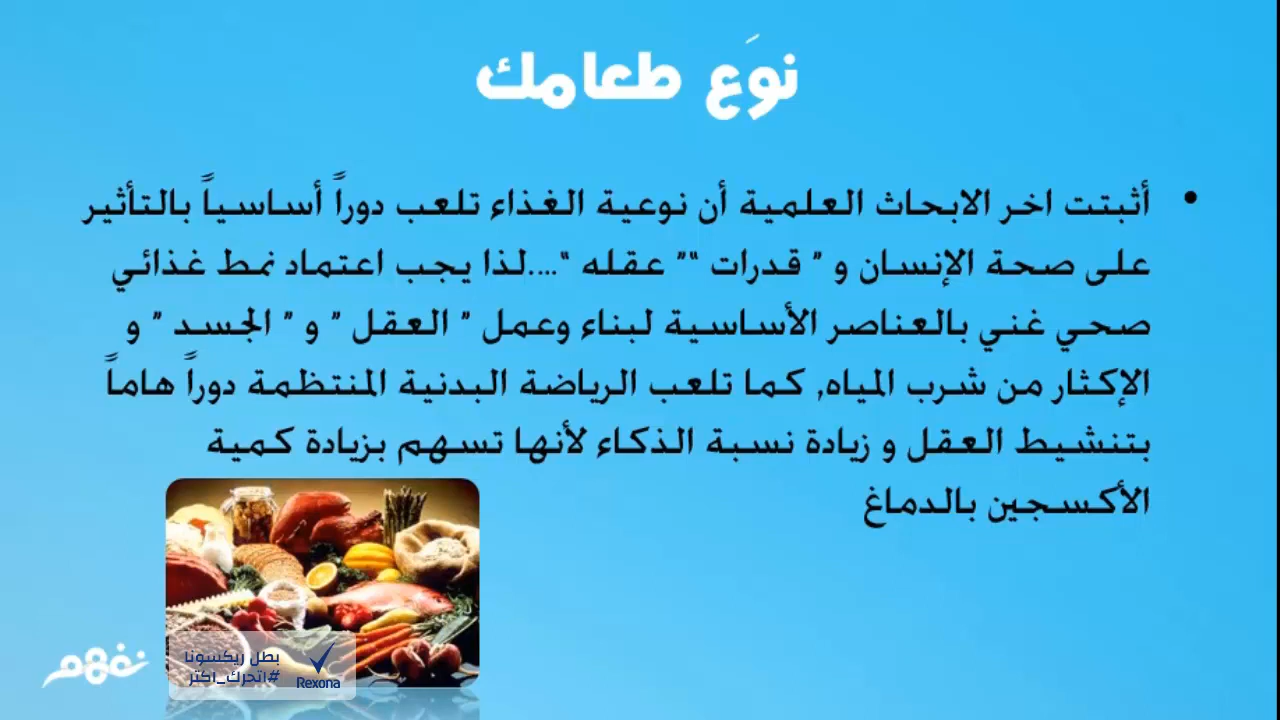 نوَع طعامك
• أثبتت اخر الابحاث العلمية أن نوعية الغذاء تلعب دوراً أساسياً بالتأثير
على صحة الإنسان و " قدرات "" عقله "....لذا يجب اعتماد نمط غذائي
صحي غني بالعناصر الأساسية لبناء وعمل " العقل " و " الجسد " و
الإكثار من شرب المياه, كما تلعب الرياضة البدنية المنتظمة دوراً هاماً
بتنشيط العقل و زيادة نسبة الذكاء لأنها تسهم بزيادة كمية
الأكسجين بالدماغ
بطل ريكسونا
#اتحرك_اكتر
Rexona
نفهم